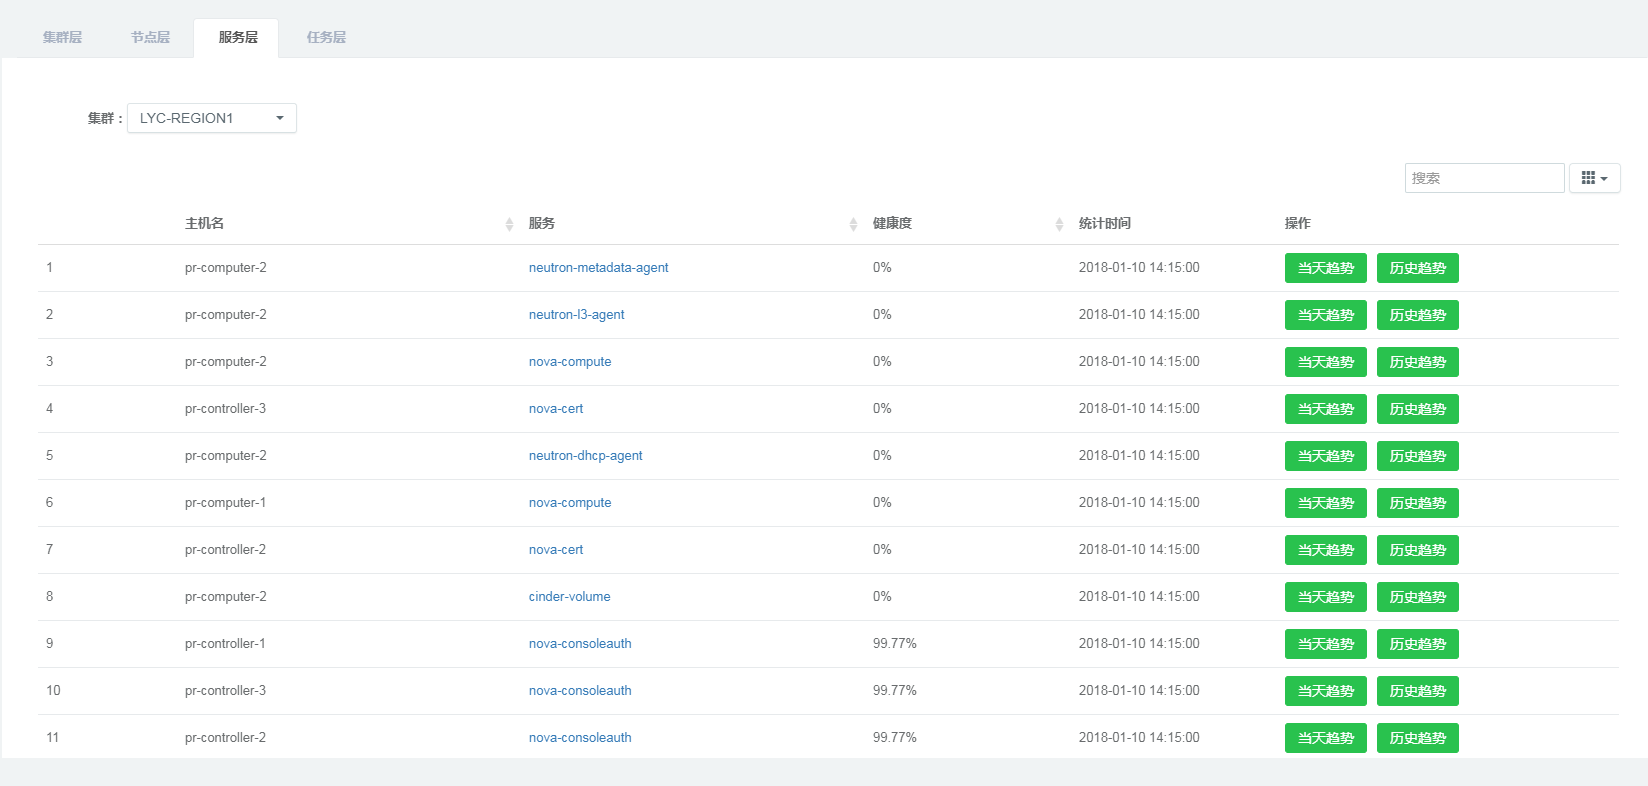 集群层 节点层 服务层 任务层
集群： LYC-REGION1
搜索
主机名 服务 健康度 统计时间 操作
1 pr-computer-2 neutron-metadata-agent 0% 2018-01-10 14:15:00 当天趋势 历史趋势
2 pr-computer-2 neutron-l3-agent 0% 2018-01-10 14:15:00 当天趋势 历史趋势
3 pr-computer-2 nova-compute 0% 2018-01-10 14:15:00 当天趋势 历史趋势
4 pr-controller-3 nova-cert 0% 2018-01-10 14:15:00 当天趋势 历史趋势
5 pr-computer-2 neutron-dhcp-agent 0% 2018-01-10 14:15:00 当天趋势 历史趋势
6 pr-computer-1 nova-compute 0% 2018-01-10 14:15:00 当天趋势 历史趋势
7 pr-controller-2 nova-cert 0% 2018-01-10 14:15:00 当天趋势 历史趋势
8 pr-computer-2 cinder-volume 0% 2018-01-10 14:15:00 当天趋势 历史趋势
9 pr-controller-1 nova-consoleauth 99.77% 2018-01-10 14:15:00 当天趋势 历史趋势
10 pr-controller-3 nova-consoleauth 99.77% 2018-01-10 14:15:00 当天趋势 历史趋势
11 pr-controller-2 nova-consoleauth 99.77% 2018-01-10 14:15:00 当天趋势 历史趋势